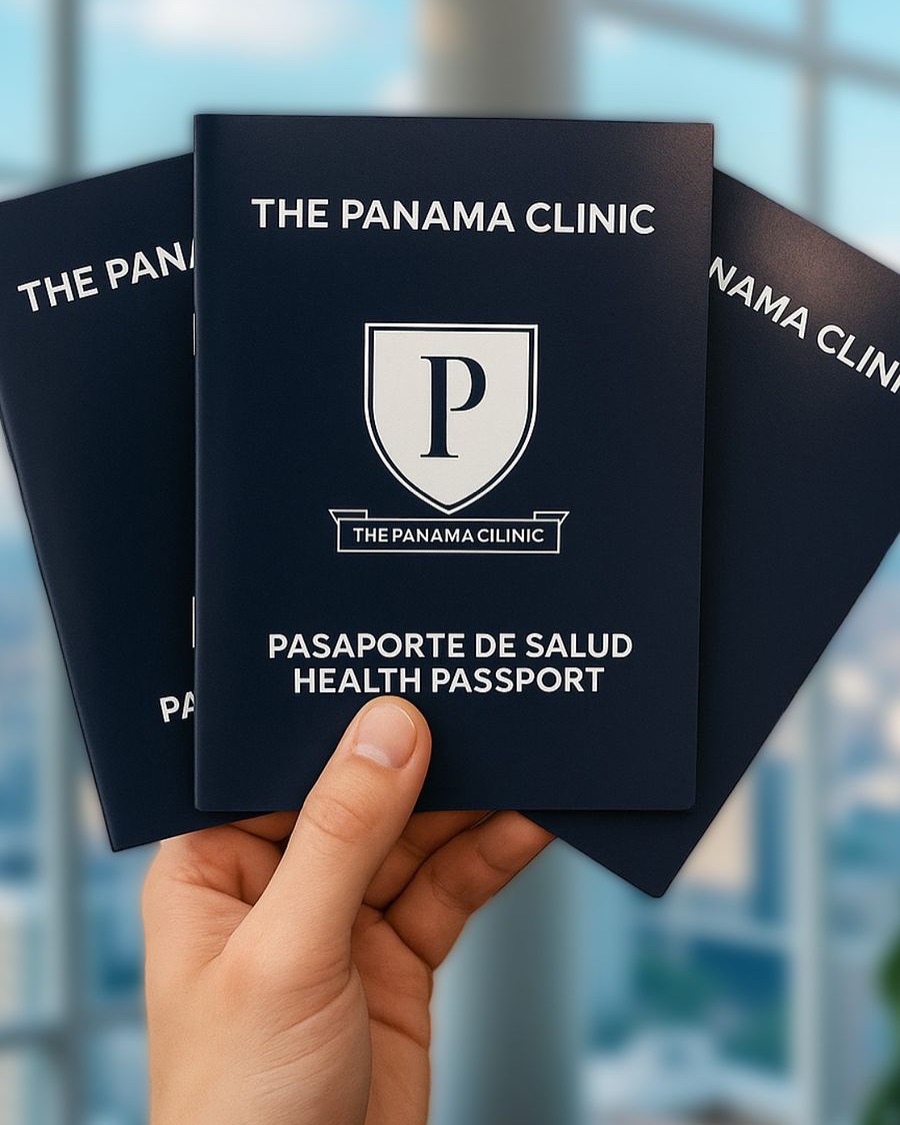 THE PANAMA CLINIC
P
THE PANAMA CILINIC
PASAPORTE DE SALUD
HEALTH PASSPORT
THE PANA
PA
NAMA CLINI